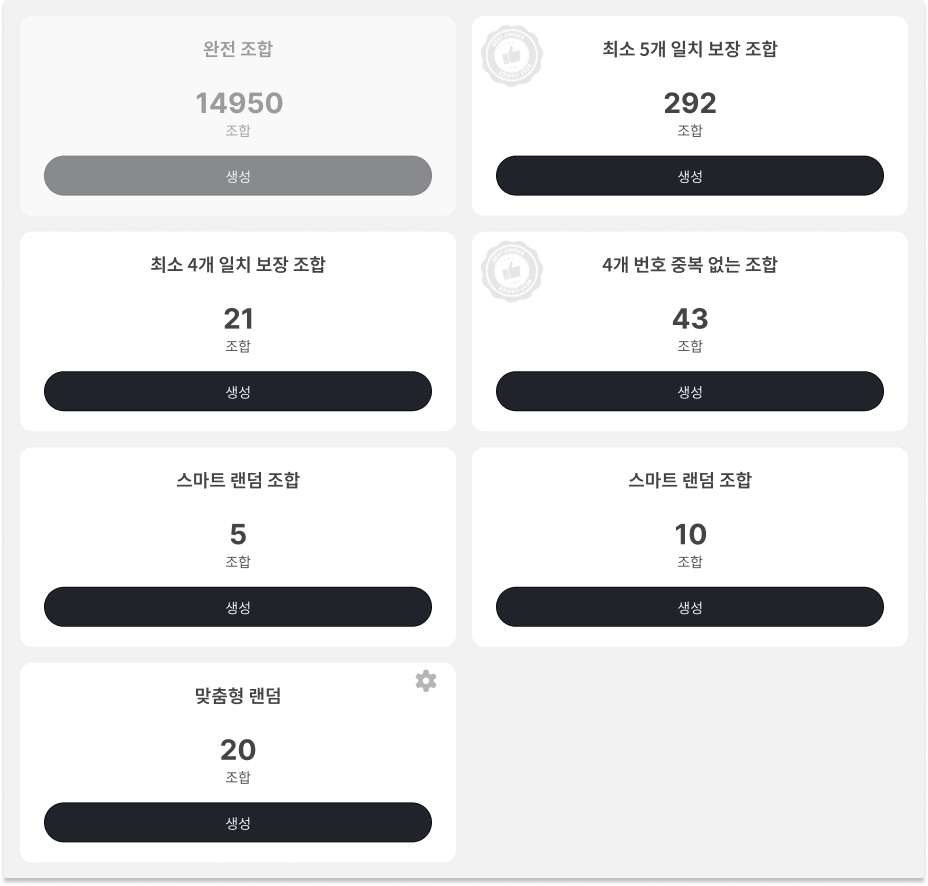 완전 조합
14950
조합
생성
최소 5개 일치 보장 조합
292
조합
생성
최소 4개 일치 보장 조합
21
조합
생성
4개 번호 중복 없는 조합
43
조합
생성
스마트 랜덤 조합
5
조합
생성
스마트 랜덤 조합
10
조합
생성
맞춤형 랜덤
20
조합
생성